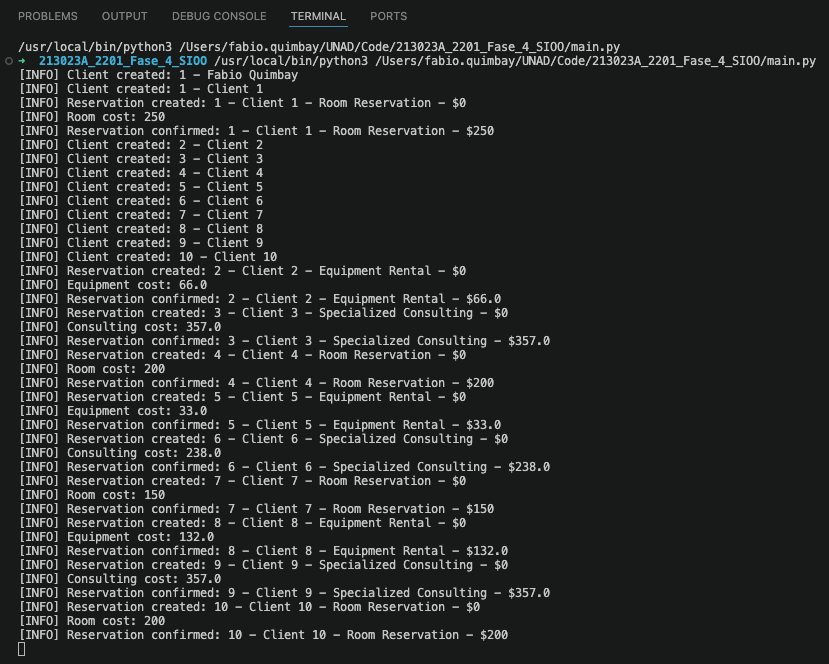 PROBLEMS OUTPUT DEBUG CONSOLE TERMINAL PORTS
/usr/local/bin/python3 /Users/fabio.quimbay/UNAD/Code/213023A_2201_Fase_4_SIOO/main.py
➜ 213023A_2201_Fase_4_SIOO /usr/local/bin/python3 /Users/fabio.quimbay/UNAD/Code/213023A_2201_Fase_4_SIOO/main.py
[INFO] Client created: 1 - Fabio Quimbay
[INFO] Client created: 1 - Client 1
[INFO] Reservation created: 1 - Client 1 - Room Reservation - $0
[INFO] Room cost: 250
[INFO] Reservation confirmed: 1 - Client 1 - Room Reservation - $250
[INFO] Client created: 2 - Client 2
[INFO] Client created: 3 - Client 3
[INFO] Client created: 4 - Client 4
[INFO] Client created: 5 - Client 5
[INFO] Client created: 6 - Client 6
[INFO] Client created: 7 - Client 7
[INFO] Client created: 8 - Client 8
[INFO] Client created: 9 - Client 9
[INFO] Client created: 10 - Client 10
[INFO] Reservation created: 2 - Client 2 - Equipment Rental - $0
[INFO] Equipment cost: 66.0
[INFO] Reservation confirmed: 2 - Client 2 - Equipment Rental - $66.0
[INFO] Reservation created: 3 - Client 3 - Specialized Consulting - $0
[INFO] Consulting cost: 357.0
[INFO] Reservation confirmed: 3 - Client 3 - Specialized Consulting - $357.0
[INFO] Reservation created: 4 - Client 4 - Room Reservation - $0
[INFO] Room cost: 200
[INFO] Reservation confirmed: 4 - Client 4 - Room Reservation - $200
[INFO] Reservation created: 5 - Client 5 - Equipment Rental - $0
[INFO] Equipment cost: 33.0
[INFO] Reservation confirmed: 5 - Client 5 - Equipment Rental - $33.0
[INFO] Reservation created: 6 - Client 6 - Specialized Consulting - $0
[INFO] Consulting cost: 238.0
[INFO] Reservation confirmed: 6 - Client 6 - Specialized Consulting - $238.0
[INFO] Reservation created: 7 - Client 7 - Room Reservation - $0
[INFO] Room cost: 150
[INFO] Reservation confirmed: 7 - Client 7 - Room Reservation - $150
[INFO] Reservation created: 8 - Client 8 - Equipment Rental - $0
[INFO] Equipment cost: 132.0
[INFO] Reservation confirmed: 8 - Client 8 - Equipment Rental - $132.0
[INFO] Reservation created: 9 - Client 9 - Specialized Consulting - $0
[INFO] Consulting cost: 357.0
[INFO] Reservation confirmed: 9 - Client 9 - Specialized Consulting - $357.0
[INFO] Reservation created: 10 - Client 10 - Room Reservation - $0
[INFO] Room cost: 200
[INFO] Reservation confirmed: 10 - Client 10 - Room Reservation - $200